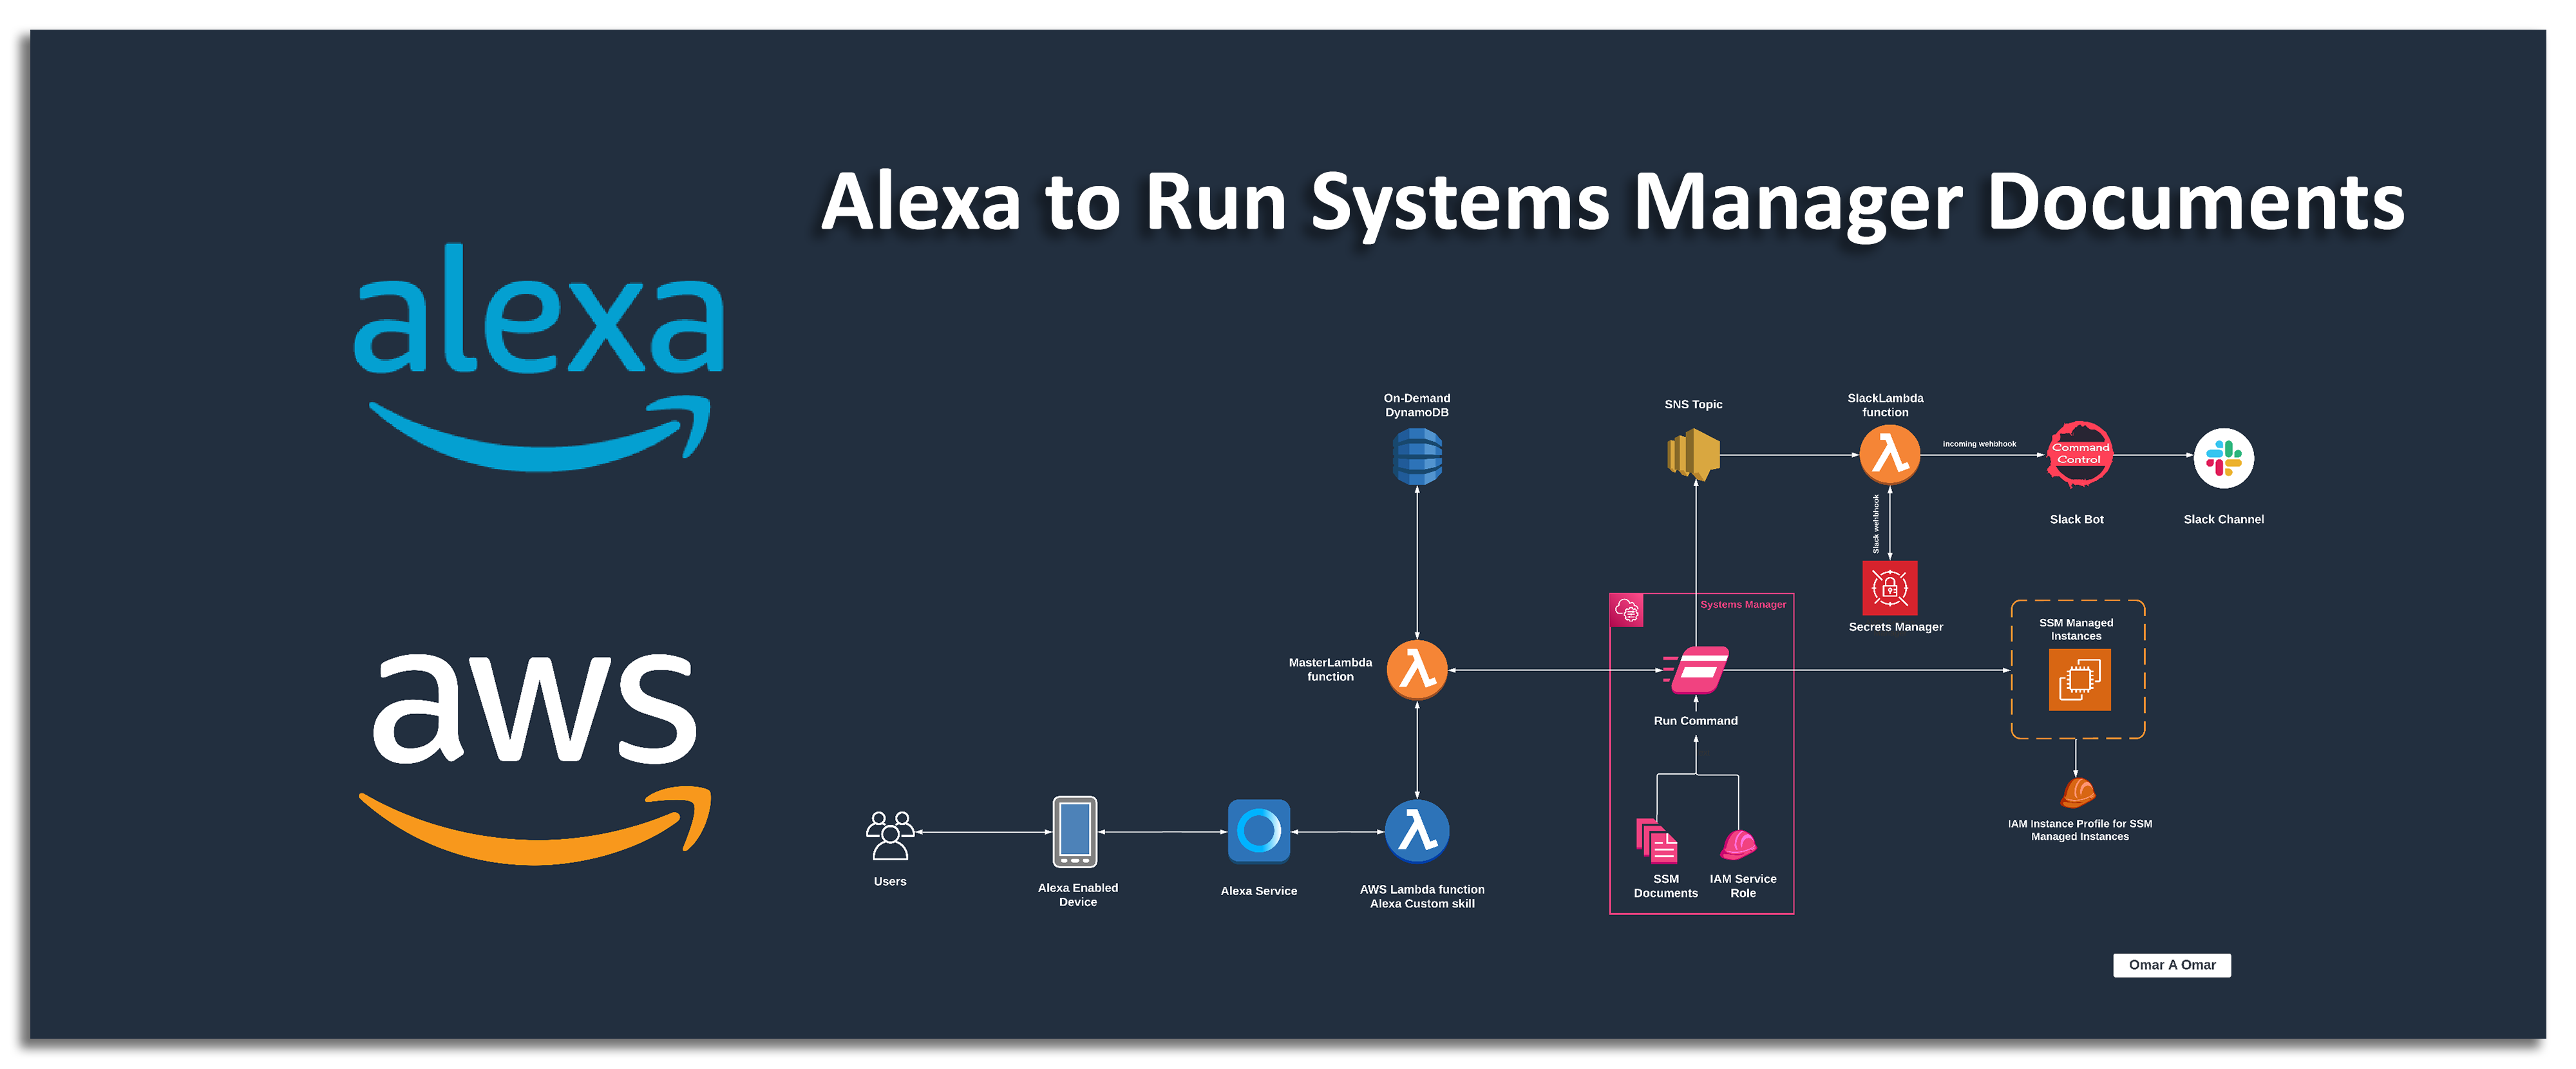 Alexa to Run Systems Manager Documents
alexa
aws
On-Demand
DynamoDB
SNS Topic
SlackLambda
function
incoming wehbhook
Command
Control
Slack Bot
Slack Channel
Slack wehbhook
Secrets Manager
Systems Manager
SSM Managed
Instances
MasterLambda
function
Run Command
IAM Instance Profile for SSM
Managed Instances
Users
Alexa Enabled
Device
Alexa Service
AWS Lambda function
Alexa Custom skill
SSM
Documents
IAM Service
Role
Omar A Omar